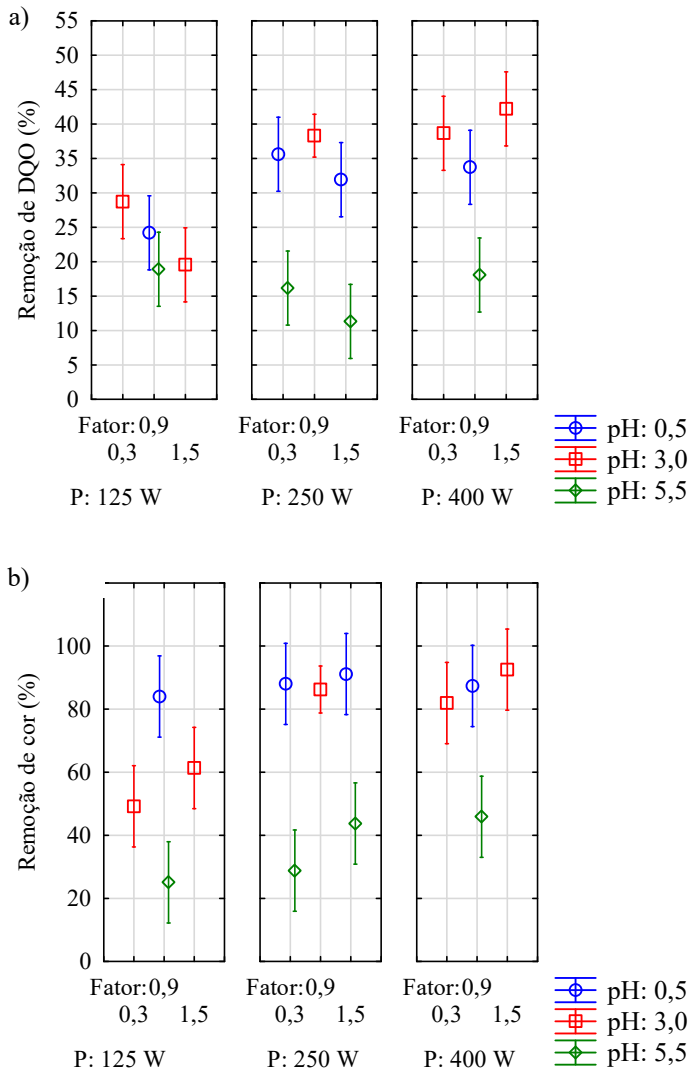 a)
Remoção de DQO (%)
55
50
45
40
35
30
25
20
15
10
5
0
Fator: 0,9 0,9 0,9
0,3 1,5 0,3 1,5 0,3 1,5
P: 125 W P: 250 W P: 400 W
pH: 0,5
pH: 3,0
pH: 5,5
b)
Remoção de cor (%)
100
80
60
40
20
0
Fator: 0,9 Fator: 0,9 Fator: 0,9
0,3 1,5 0,3 1,5 0,3 1,5
P: 125 W P: 250 W P: 400 W
pH: 0,5
pH: 3,0
pH: 5,5